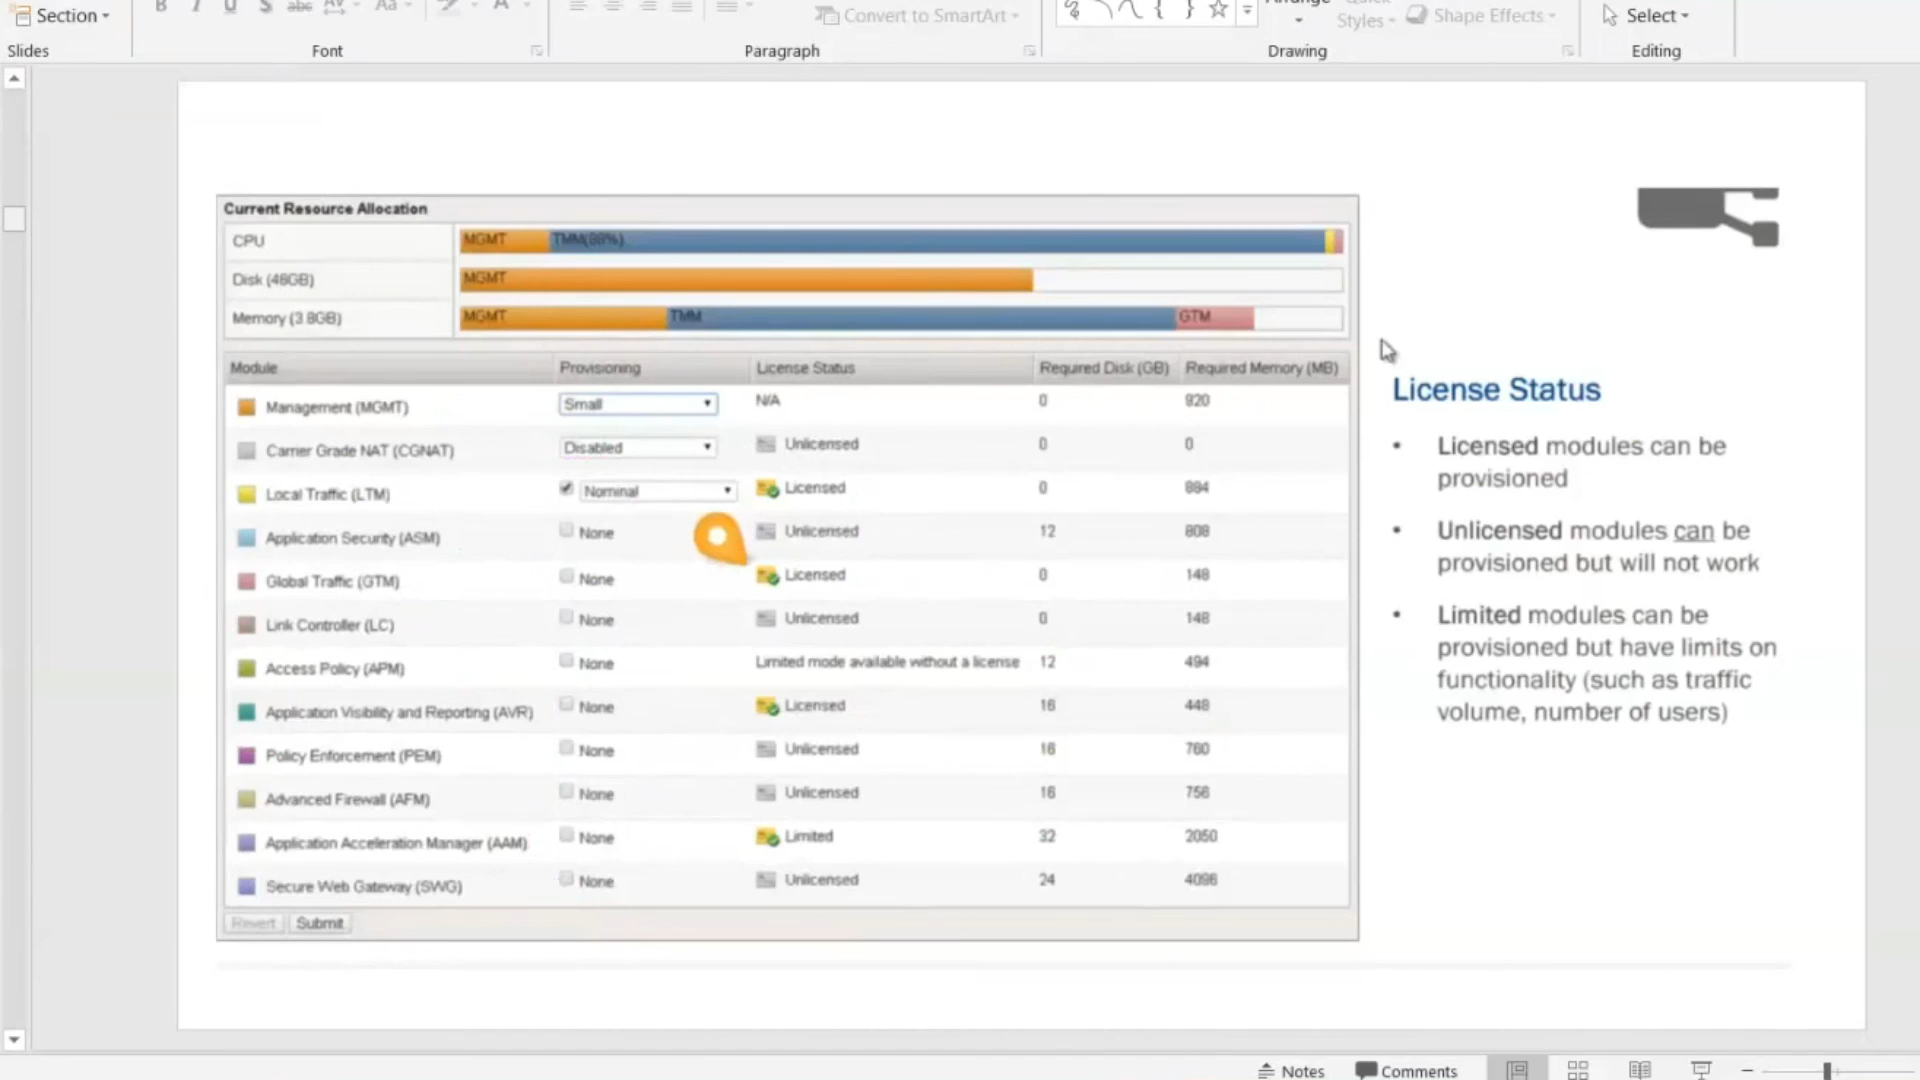 Section
Convert to SmartArt
Styles
Shape Effects
Select
Slides
Font
Paragraph
Drawing
Editing
Current Resource Allocation
CPU
MGMT
TMM(88%)
Disk (46GB)
MGMT
Memory (3.8GB)
MGMT
TMM
GTM
Module Provisioning License Status Required Disk (GB) Required Memory (MB)
Management (MGMT) Small N/A 0 920
Carrier Grade NAT (CGNAT) Disabled Unlicensed 0 0
Local Traffic (LTM) Nominal Licensed 0 884
Application Security (ASM) None Unlicensed 12 808
Global Traffic (GTM) None Licensed 0 148
Link Controller (LC) None Unlicensed 0 148
Access Policy (APM) None Limited mode available without a license 12 494
Application Visibility and Reporting (AVR) None Licensed 16 448
Policy Enforcement (PEM) None Unlicensed 16 760
Advanced Firewall (AFM) None Unlicensed 16 756
Application Acceleration Manager (AAM) None Limited 32 2050
Secure Web Gateway (SWG) None Unlicensed 24 4096
Revert Submit
License Status
• Licensed modules can be
provisioned
• Unlicensed modules can be
provisioned but will not work
• Limited modules can be
provisioned but have limits on
functionality (such as traffic
volume, number of users)
Notes
Comments